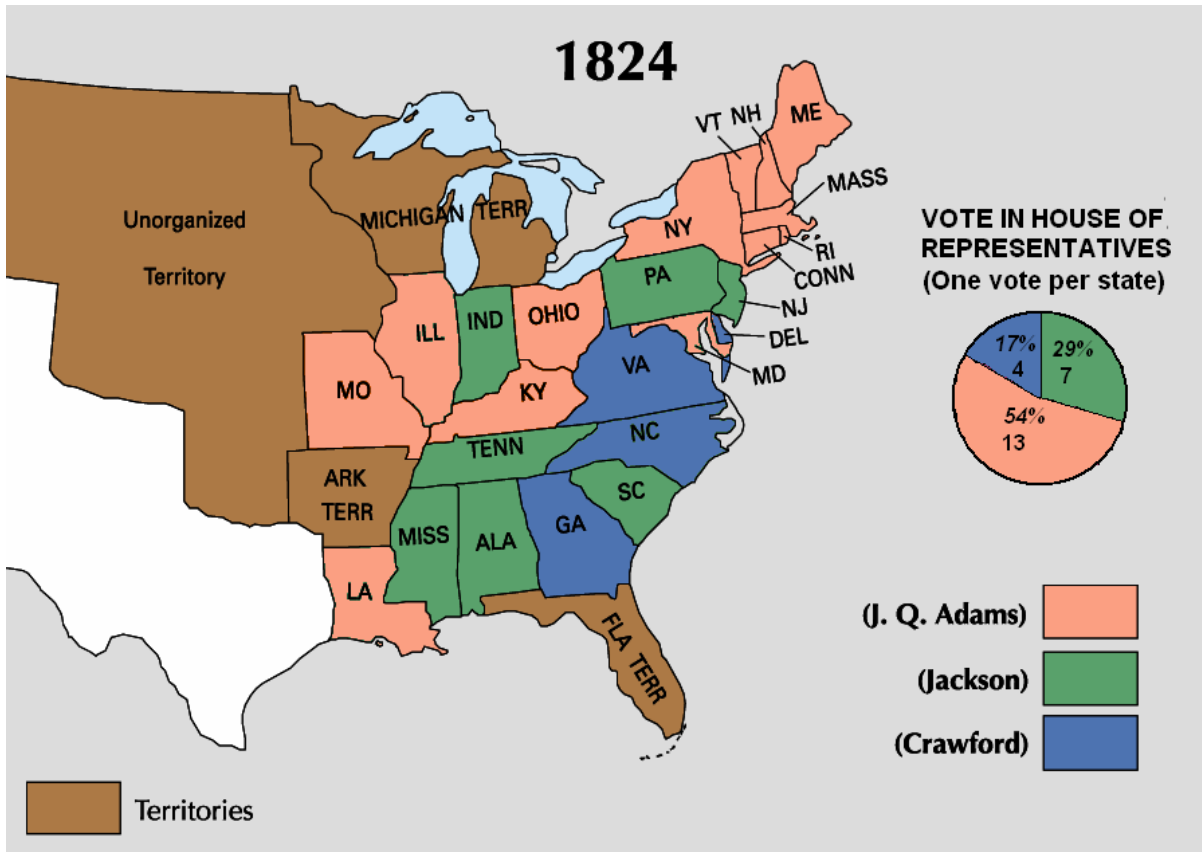 1824
ME
VT NH
MASS
Unorganized
Territory
MICHIGAN TERR
NY
RI
CONN
VOTE IN HOUSE OF
REPRESENTATIVES
(One vote per state)
PA
NJ
ILL
IND
OHIO
DEL
MD
17%
4
29%
7
54%
13
MO
KY
VA
TENN
NC
ARK
TERR
SC
MISS
ALA
GA
LA
FLA TERR
(J. Q. Adams)
(Jackson)
(Crawford)
Territories